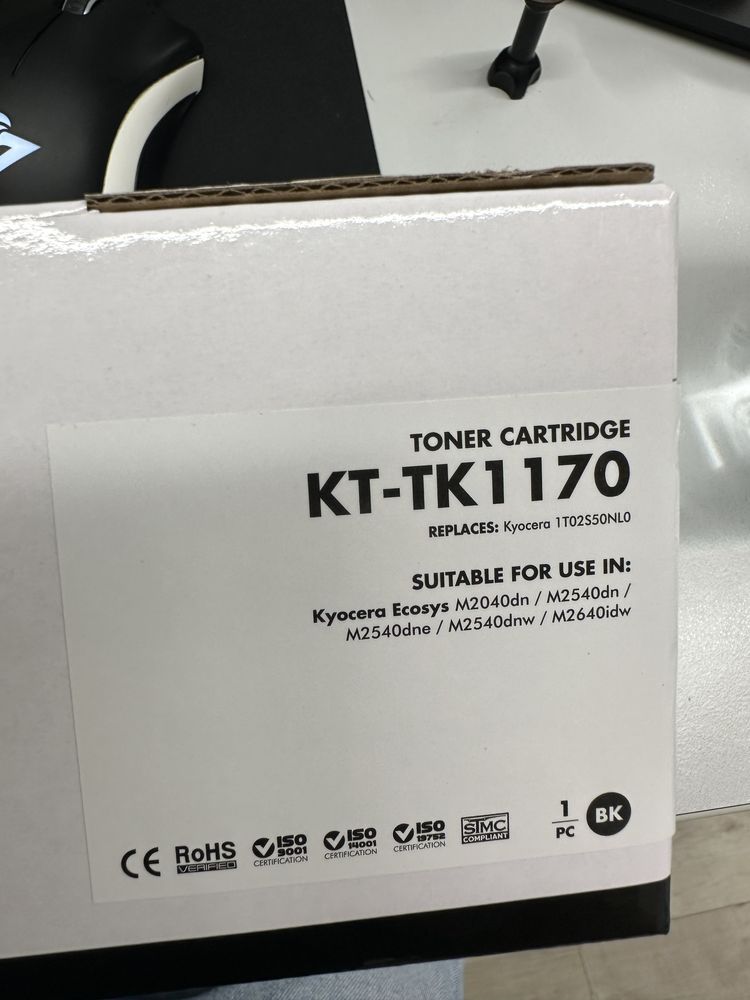 TONER CARTRIDGE
KT-TK1170
REPLACES: Kyocera 1T02S50NL0
SUITABLE FOR USE IN:
Kyocera Ecosys M2040dn / M2540dn /
M2540dne / M2540dnw / M2640idw
CE
RoHS
VERIFIED
ISO
9001
CERTIFICATION
ISO
14001
CERTIFICATION
ISO
19752
CERTIFICATION
STMC
COMPLIANT
1
PC
BK